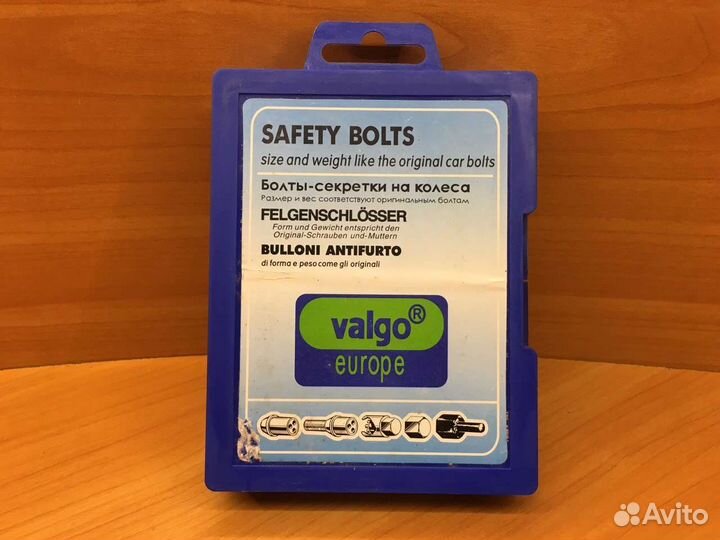 SAFETY BOLTS
size and weight like the original car bolts
Болты-секретки на колеса
Размер и вес соответствуют оригинальным болтам
FELGENSCHLÖSSER
Form und Gewicht entspricht den
Original-Schrauben und-Muttern
BULLONI ANTIFURTO
di forma e peso come gli originali
valgo®
europe
Avito